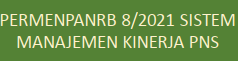 PERMENPANRB 8/2021 SISTEM
MANAJEMEN KINERJA PNS